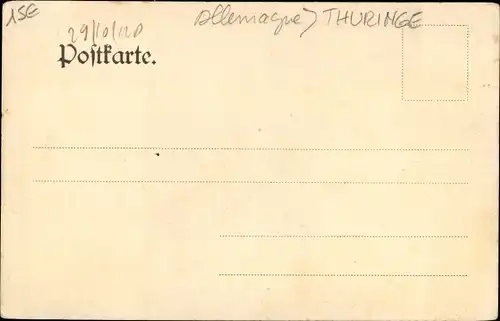 15E
Allemagne > THURINGE
29/10/20
Postkarte.